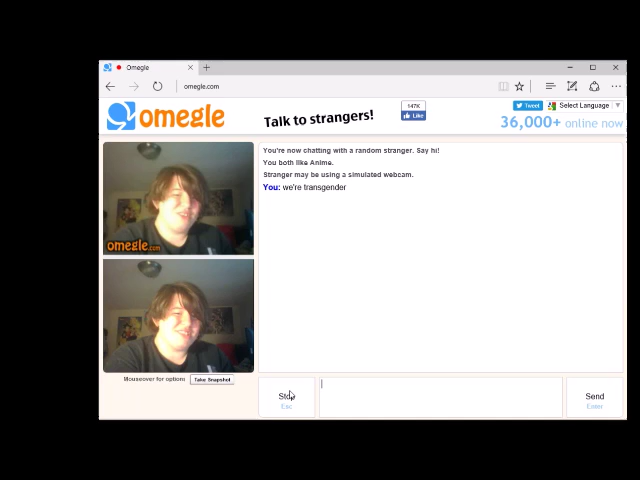 Omegle
omegle.com
omegle
Talk to strangers!
147K
Like
Tweet
Select Language
36,000+ online now
You're now chatting with a random stranger. Say hi!
You both like Anime.
Stranger may be using a simulated webcam.
You: we're transgender
omegle.com
Mouseover for options
Take Snapshot
Stop
Esc
Send
Enter